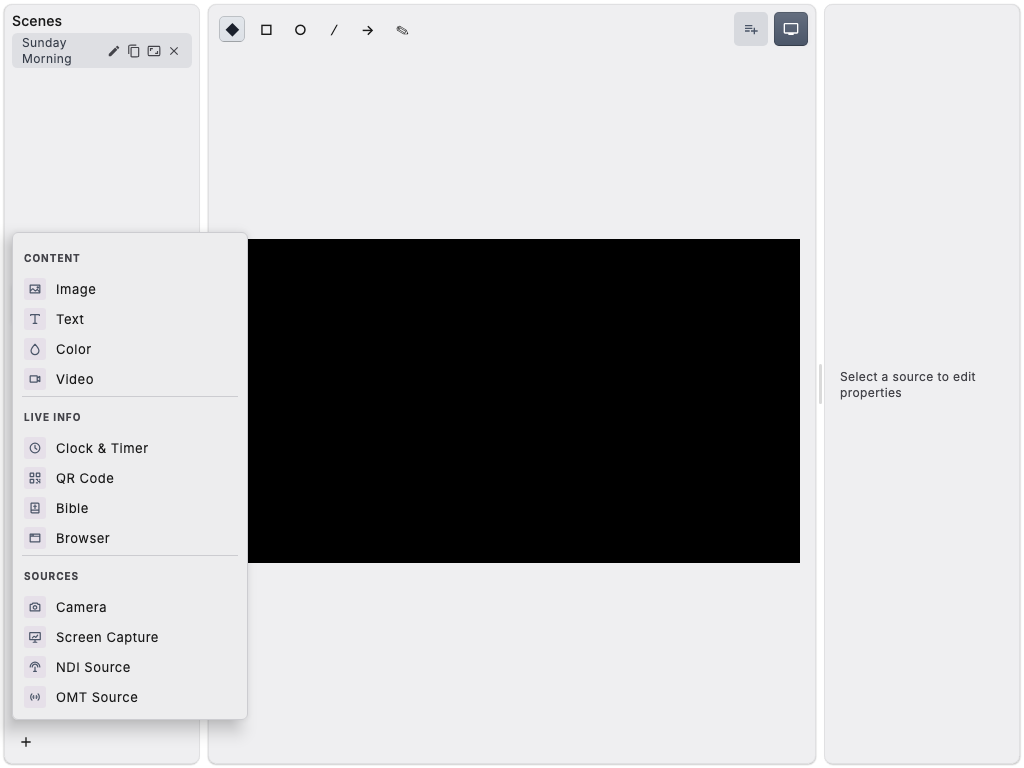 Scenes
Sunday
Morning
CONTENT
Image
Text
Color
Video
LIVE INFO
Clock & Timer
QR Code
Bible
Browser
SOURCES
Camera
Screen Capture
NDI Source
OMT Source
Select a source to edit
properties